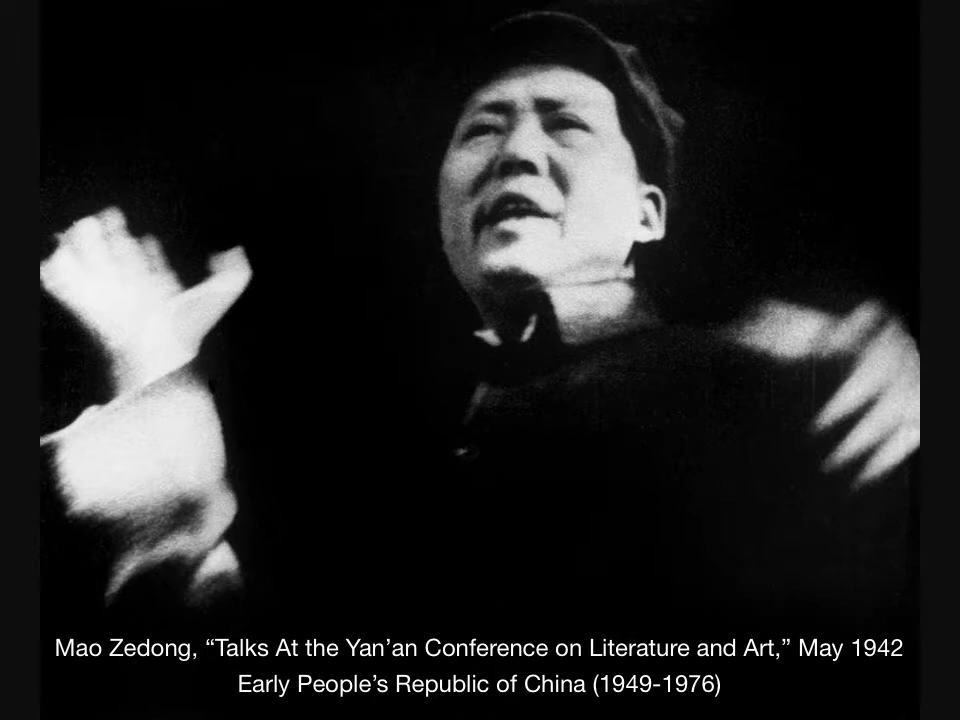 Mao Zedong, “Talks At the Yan’an Conference on Literature and Art,” May 1942
Early People’s Republic of China (1949-1976)